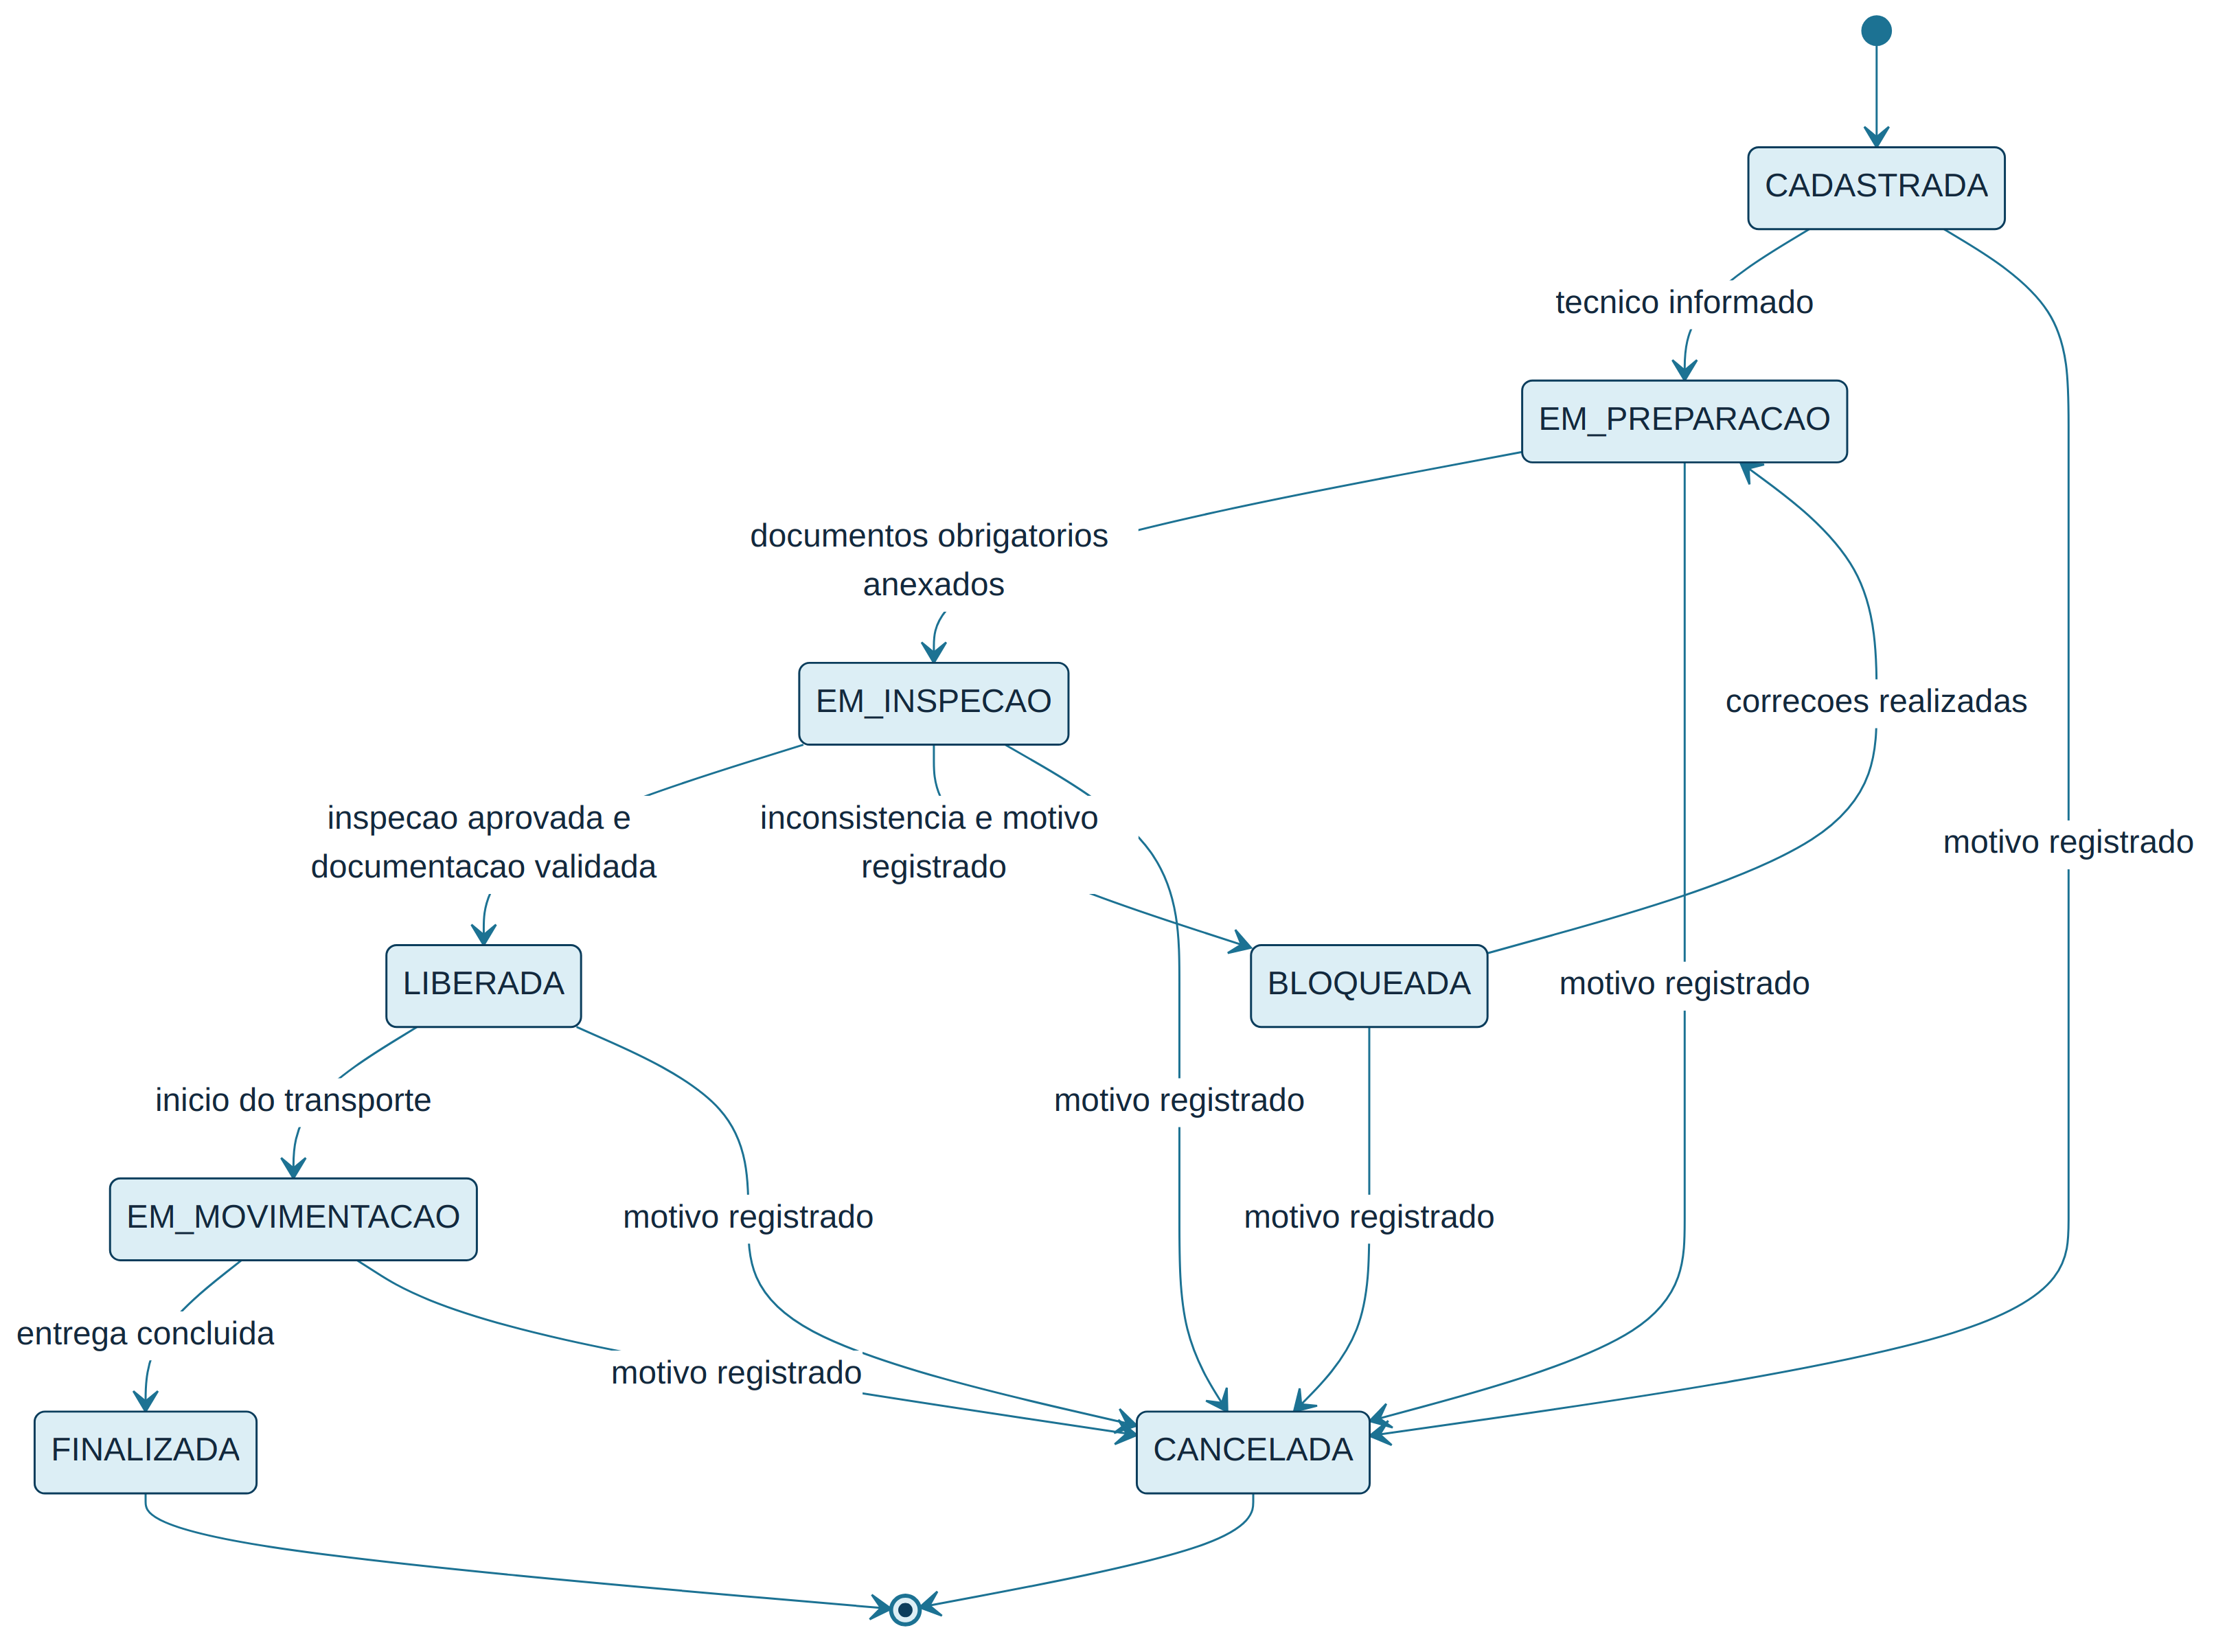 CADASTRADA
tecnico informado
EM_PREPARACAO
documentos obrigatorios
anexados
EM_INSPECAO
correcoes realizadas
inspecao aprovada e
documentacao validada
inconsistencia e motivo
registrado
motivo registrado
LIBERADA
BLOQUEADA
motivo registrado
inicio do transporte
motivo registrado
EM_MOVIMENTACAO
motivo registrado
motivo registrado
entrega concluida
motivo registrado
FINALIZADA
CANCELADA